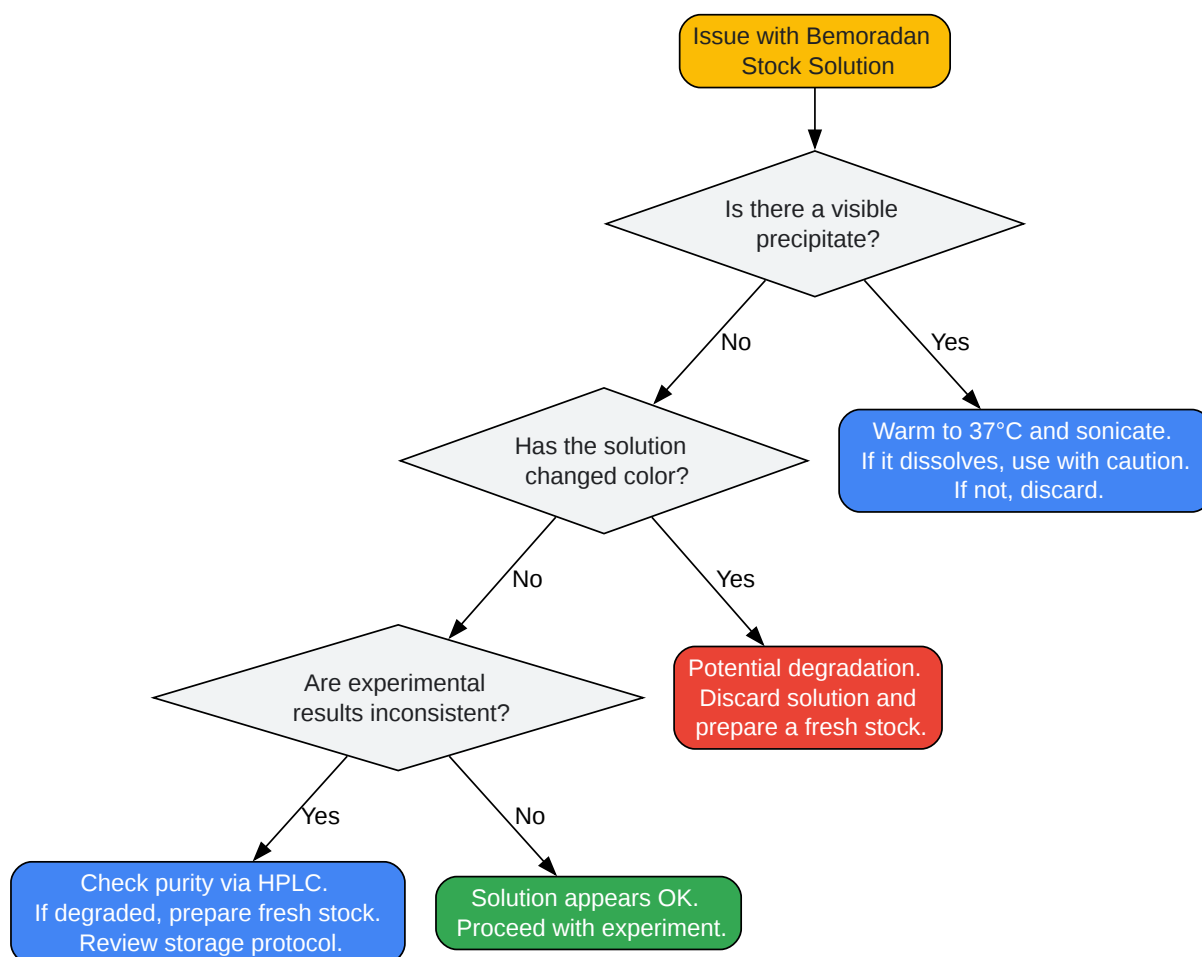 Issue with Bemoradan
Stock Solution
Is there a visible
precipitate?
No
Yes
Has the solution
changed color?
Warm to 37°C and sonicate.
If it dissolves, use with caution.
If not, discard.
No
Yes
Are experimental
results inconsistent?
Potential degradation.
Discard solution and
prepare a fresh stock.
Yes
No
Check purity via HPLC.
If degraded, prepare fresh stock.
Review storage protocol.
Solution appears OK.
Proceed with experiment.